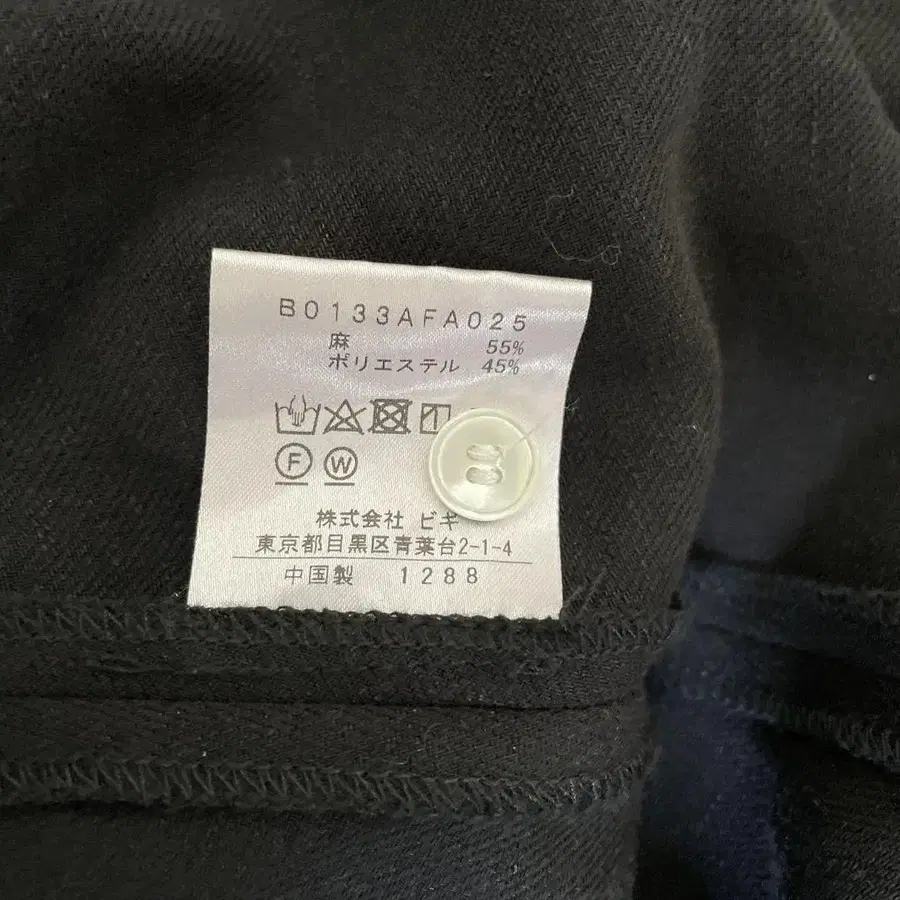 B0133AFA025
麻 55%
ポリエステル 45%
F W
株式会社 ビギ
東京都目黒区青葉台2-1-4
中国製 1288